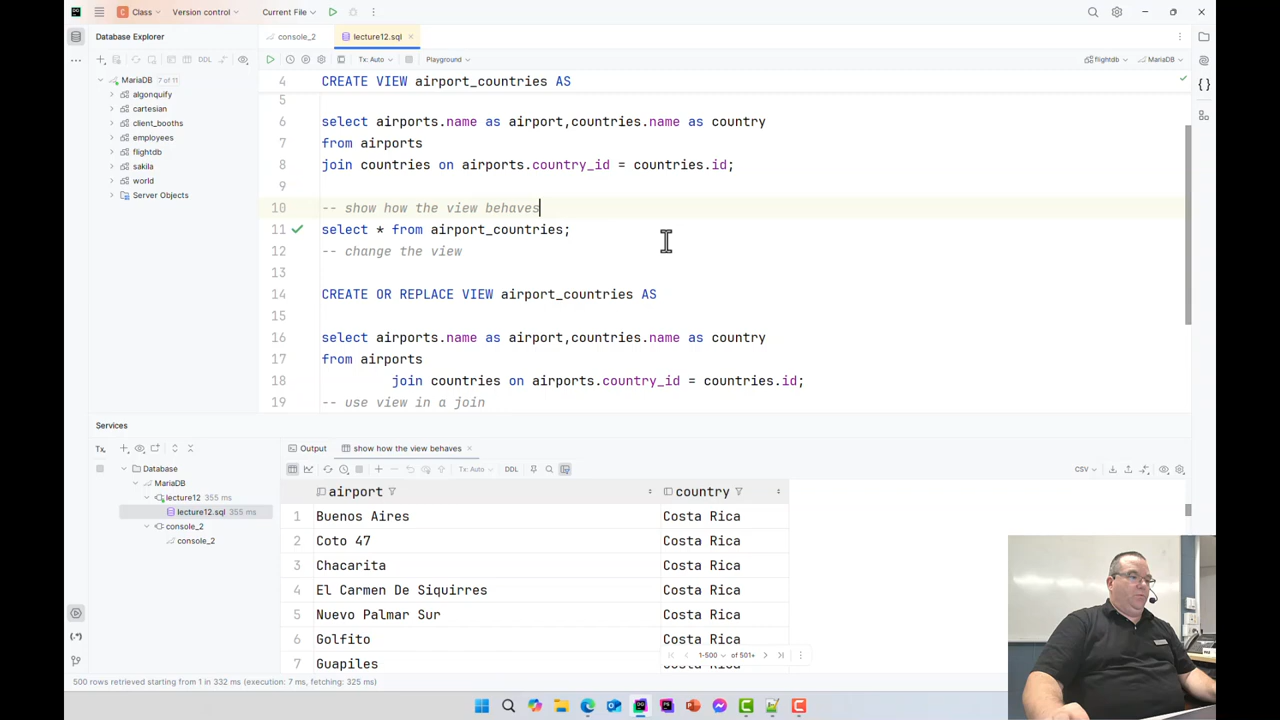 Class
Version control
Current File
Database Explorer
console_2
lecture12.sql
DDL
Tx: Auto
Playground
flightdb
MariaDB
MariaDB 7 of 11
algonquify
cartesian
client_booths
employees
flightdb
sakila
world
Server Objects
4 CREATE VIEW airport_countries AS
5
6 select airports.name as airport,countries.name as country
7 from airports
8 join countries on airports.country_id = countries.id;
9
10 -- show how the view behaves
11 select * from airport_countries;
12 -- change the view
13
14 CREATE OR REPLACE VIEW airport_countries AS
15
16 select airports.name as airport,countries.name as country
17 from airports
18 join countries on airports.country_id = countries.id;
19 -- use view in a join
Services
Tx
Database
MariaDB
lecture12 355 ms
lecture12.sql 355 ms
console_2
console_2
Output
show how the view behaves
Tx: Auto
DDL
CSV
airport country
1 Buenos Aires Costa Rica
2 Coto 47 Costa Rica
3 Chacarita Costa Rica
4 El Carmen De Siquirres Costa Rica
5 Nuevo Palmar Sur Costa Rica
6 Golfito Costa Rica
7 Guapiles Costa Rica
1-500 of 501+
500 rows retrieved starting from 1 in 332 ms (execution: 7 ms, fetching: 325 ms)